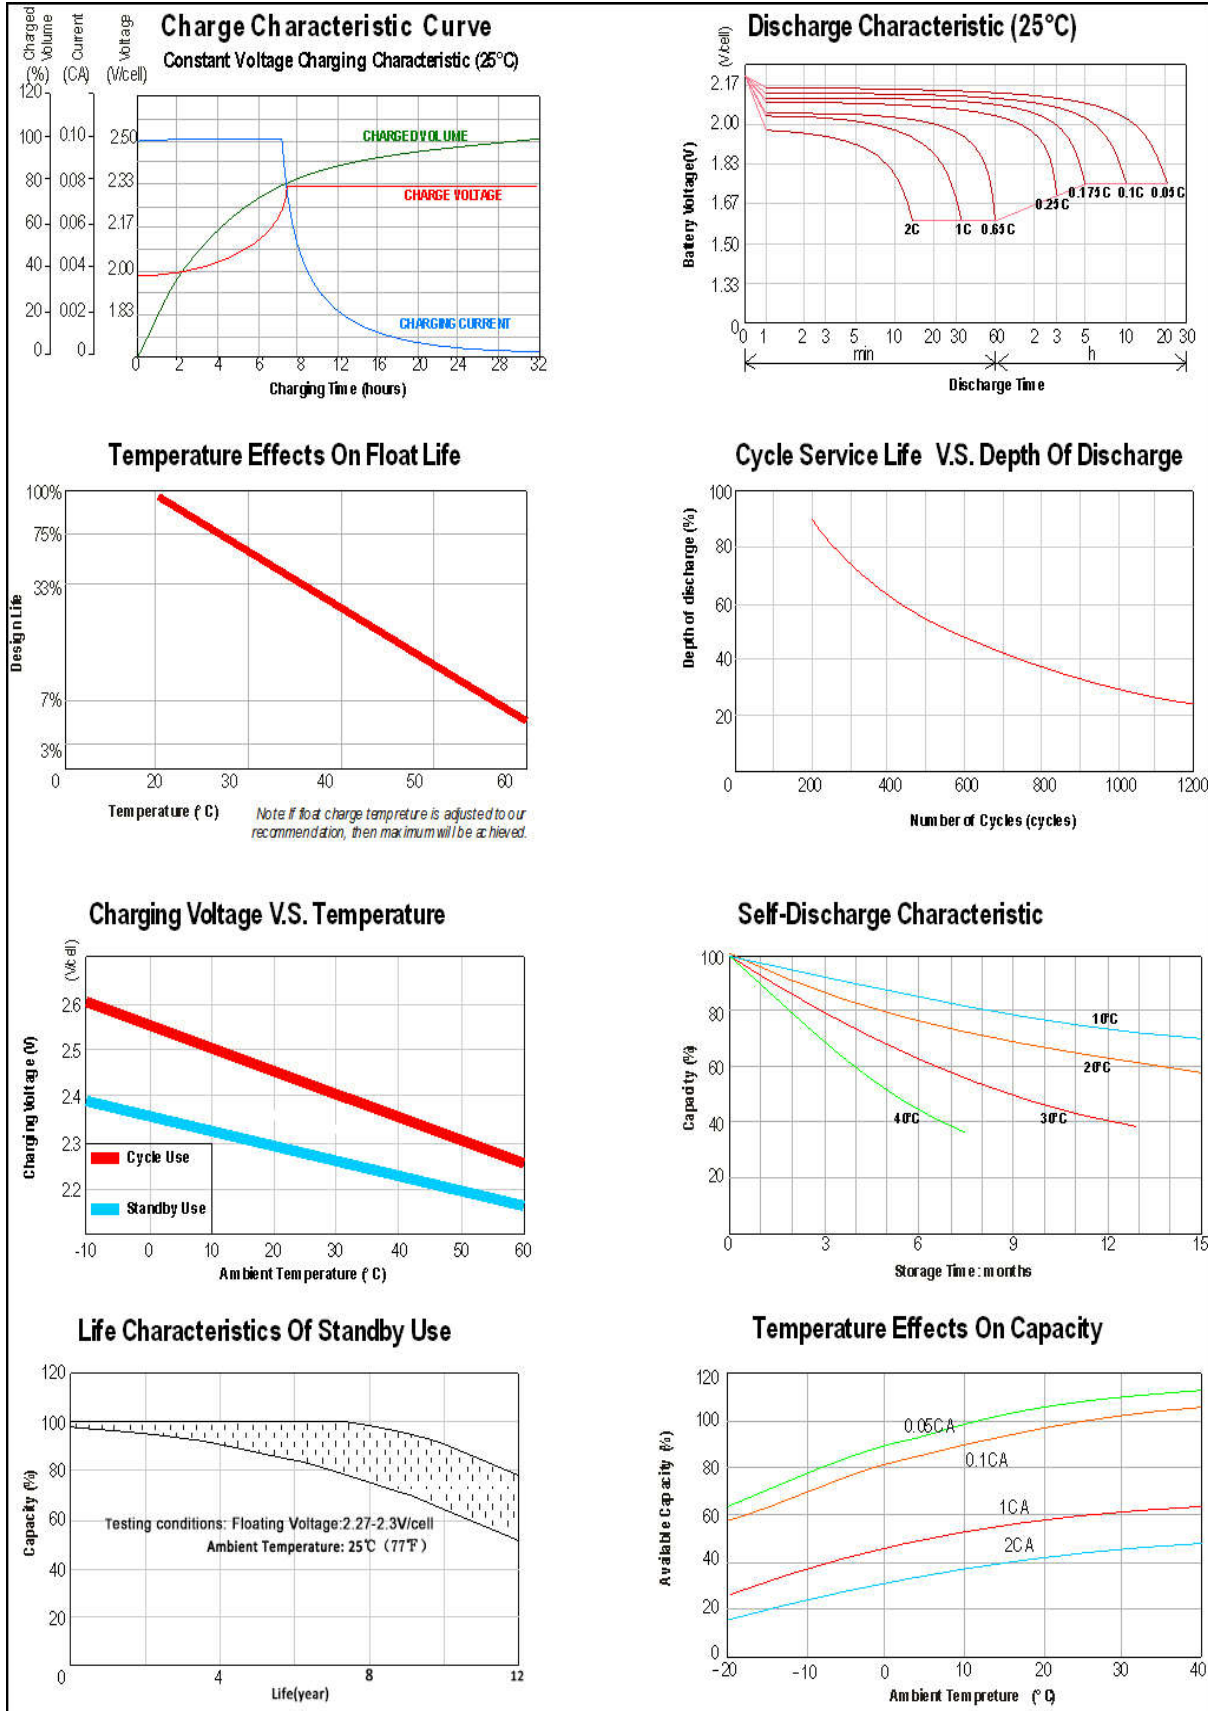 Charge Characteristic Curve
Constant Voltage Charging Characteristic (25°C)
Charged Volume (%)
Current (CA)
Voltage (V/cell)
120
100 0.10 2.50
80 0.08 2.33
60 0.06 2.17
40 0.04 2.00
20 0.02 1.83
0 0
CHARGED VOLUME
CHARGE VOLTAGE
CHARGING CURRENT
0 2 4 6 8 12 16 20 24 28 32
Charging Time (hours)
Discharge Characteristic (25°C)
(V/cell)
Battery Voltage(V)
2.17
2.00
1.83
1.67
1.50
1.33
0
2C 1C 0.65C 0.25C 0.175C 0.1C 0.05C
0 1 2 3 5 10 20 30 60 2 3 5 10 20 30
min h
Discharge Time
Temperature Effects On Float Life
Design Life
100%
75%
33%
7%
3%
0 20 30 40 50 60
Temperature (°C)
Note: If float charge tempreture is adjusted to our
recommendation, then maximum will be achieved.
Cycle Service Life V.S. Depth Of Discharge
Depth of discharge (%)
100
80
60
40
20
0 200 400 600 800 1000 1200
Number of Cycles (cycles)
Charging Voltage V.S. Temperature
(V/cell)
Charging Voltage (V)
2.6
2.5
2.4
2.3
2.2
Cycle Use
Standby Use
-10 0 10 20 30 40 50 60
Ambient Temperature (°C)
Self-Discharge Characteristic
Capacity (%)
100
80
60
40
20
10°C
20°C
30°C
40°C
0 3 6 9 12 15
Storage Time: months
Life Characteristics Of Standby Use
Capacity (%)
120
100
80
60
40
20
0 4 8 12
Testing conditions: Floating Voltage:2.27-2.3V/cell
Ambient Temperature: 25℃（77℉）
Life(year)
Temperature Effects On Capacity
Available Capacity (%)
120
100
80
60
40
20
0
0.05CA
0.1CA
1CA
2CA
-20 -10 0 10 20 30 40
Ambient Tempreture (°C)